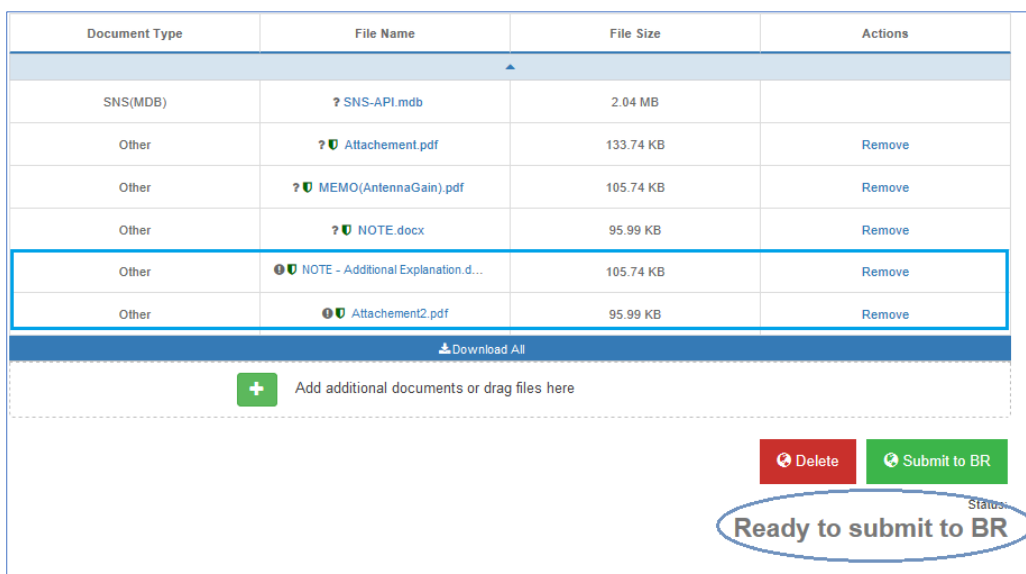 Document Type File Name File Size Actions
SNS(MDB) ? SNS-API.mdb 2.04 MB
Other ? Attachement.pdf 133.74 KB Remove
Other ? MEMO(AntennaGain).pdf 105.74 KB Remove
Other ? NOTE.docx 95.99 KB Remove
Other NOTE - Additional Explanation.d... 105.74 KB Remove
Other Attachement2.pdf 95.99 KB Remove
Download All
+ Add additional documents or drag files here
Delete Submit to BR
Status:
Ready to submit to BR